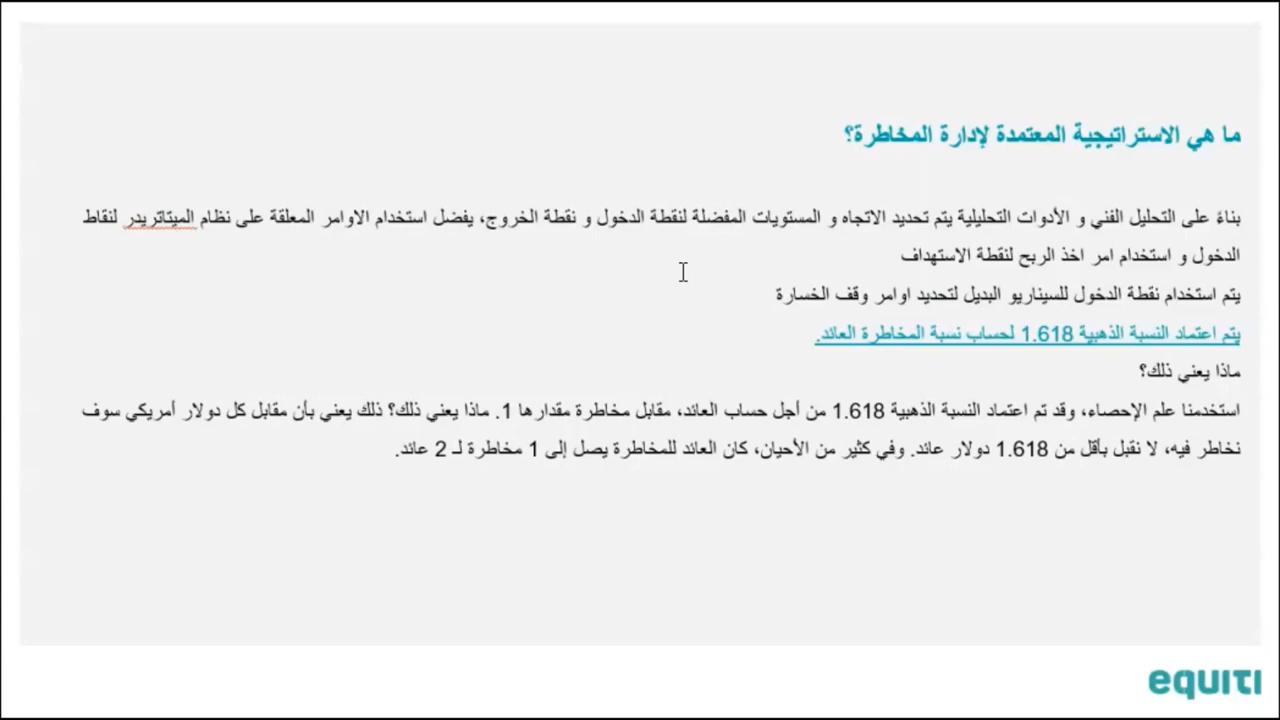 ما هي الاستراتيجية المعتمدة لإدارة المخاطرة؟
بناءً على التحليل الفني و الأدوات التحليلية يتم تحديد الاتجاه و المستويات المفضلة لنقطة الدخول و نقطة الخروج، يفضل استخدام الاوامر المعلقة على نظام الميتاتريدر لنقاط
الدخول و استخدام امر اخذ الربح لنقطة الاستهداف
يتم استخدام نقطة الدخول للسيناريو البديل لتحديد اوامر وقف الخسارة
يتم اعتماد النسبة الذهبية 1.618 لحساب نسبة المخاطرة العائد.
ماذا يعني ذلك؟
استخدمنا علم الإحصاء، وقد تم اعتماد النسبة الذهبية 1.618 من أجل حساب العائد، مقابل مخاطرة مقدارها 1. ماذا يعني ذلك؟ ذلك يعني بأن مقابل كل دولار أمريكي سوف
نخاطر فيه، لا نقبل بأقل من 1.618 دولار عائد. وفي كثير من الأحيان، كان العائد للمخاطرة يصل إلى 1 مخاطرة لـ 2 عائد.
equiti